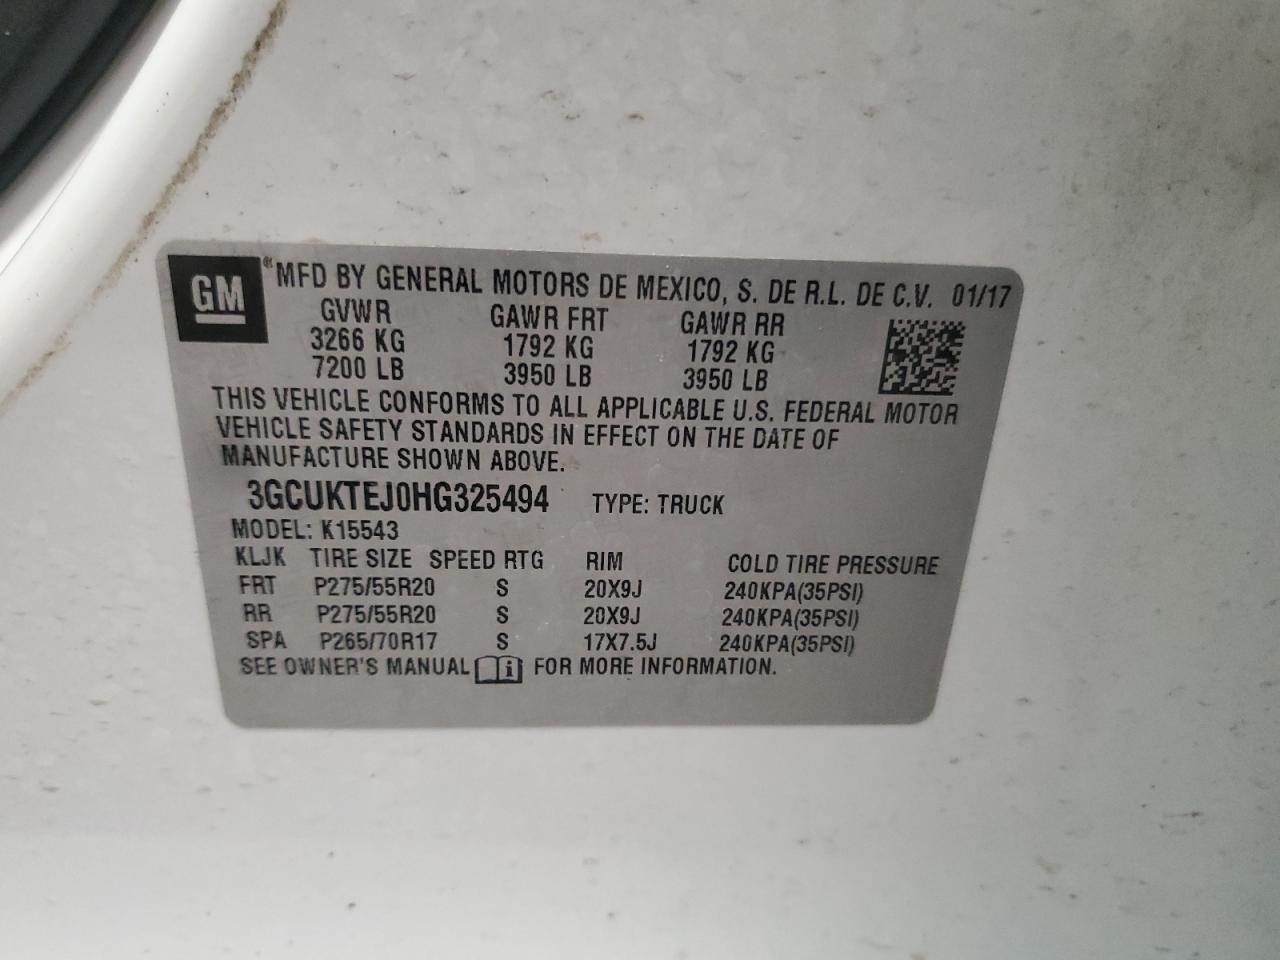 GM ® MFD BY GENERAL MOTORS DE MEXICO, S. DE R.L. DE C.V. 01/17
GVWR GAWR FRT GAWR RR
3266 KG 1792 KG 1792 KG
7200 LB 3950 LB 3950 LB
THIS VEHICLE CONFORMS TO ALL APPLICABLE U.S. FEDERAL MOTOR
VEHICLE SAFETY STANDARDS IN EFFECT ON THE DATE OF
MANUFACTURE SHOWN ABOVE.
3GCUKTEJ0HG325494 TYPE: TRUCK
MODEL: K15543
KLJK TIRE SIZE SPEED RTG RIM COLD TIRE PRESSURE
FRT P275/55R20 S 20X9J 240KPA(35PSI)
RR P275/55R20 S 20X9J 240KPA(35PSI)
SPA P265/70R17 S 17X7.5J 240KPA(35PSI)
SEE OWNER'S MANUAL i FOR MORE INFORMATION.